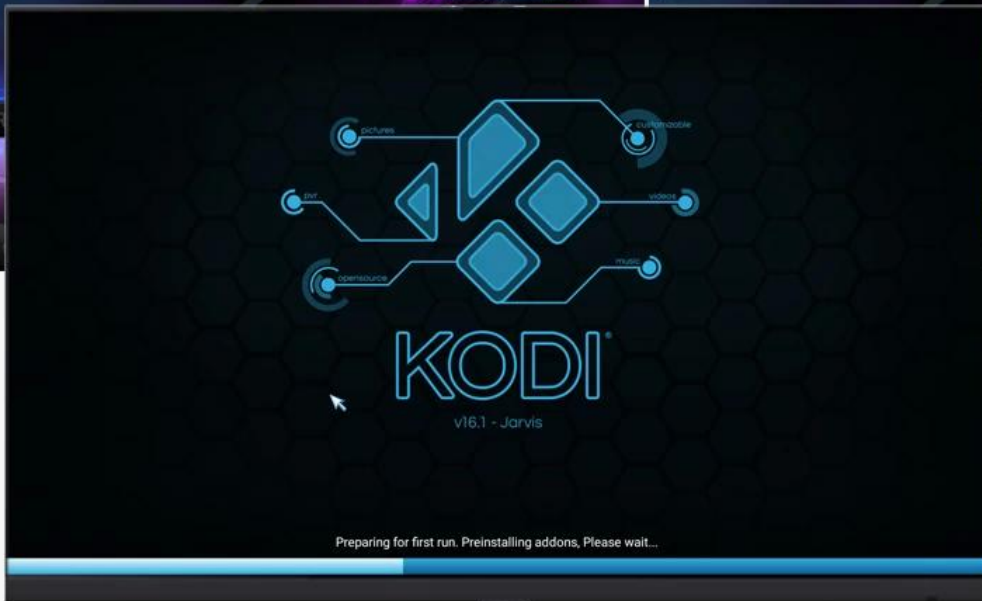 pictures
customizable
pvr
videos
opensource
music
KODI®
v16.1 - Jarvis
Preparing for first run. Preinstalling addons, Please wait...